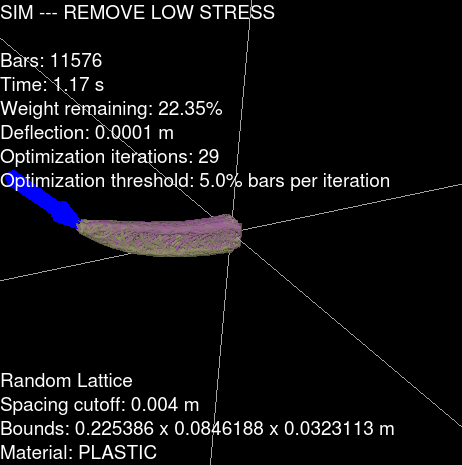 SIM --- REMOVE LOW STRESS
Bars: 11576
Time: 1.17 s
Weight remaining: 22.35%
Deflection: 0.0001 m
Optimization iterations: 29
Optimization threshold: 5.0% bars per iteration
Random Lattice
Spacing cutoff: 0.004 m
Bounds: 0.225386 x 0.0846188 x 0.0323113 m
Material: PLASTIC